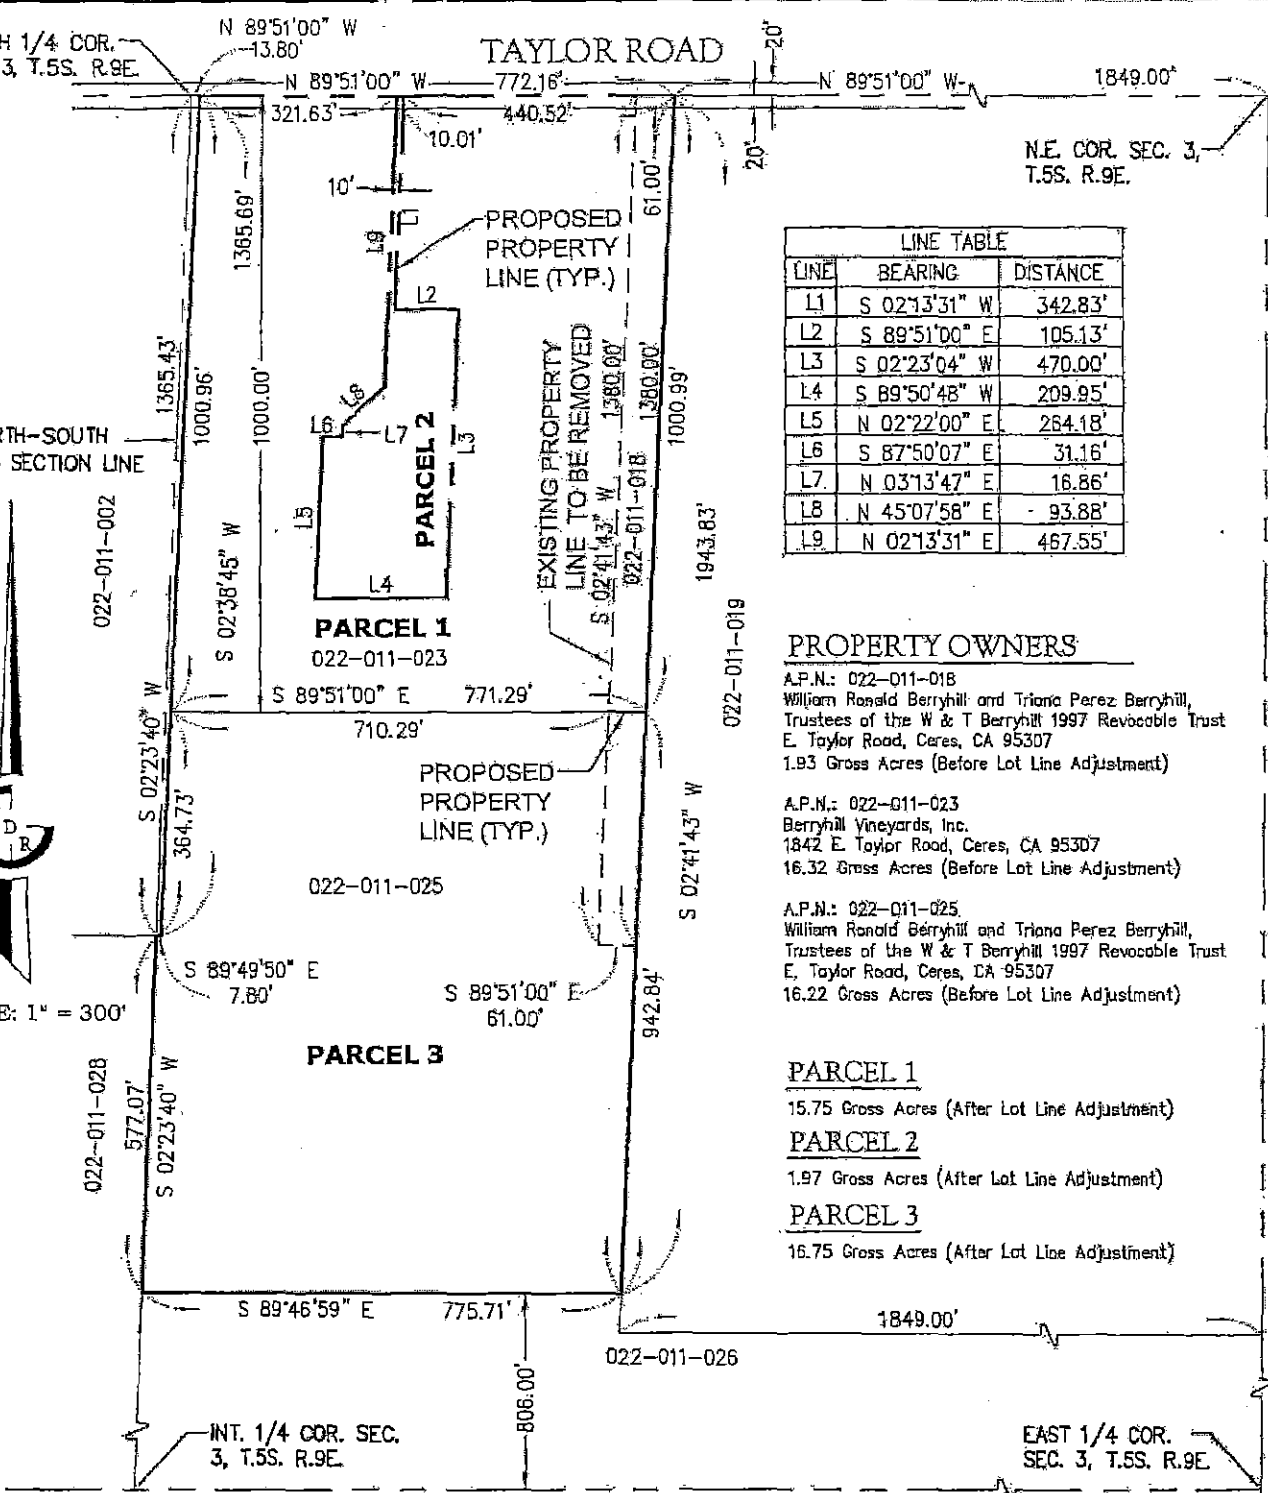 N 89°51'00" W
13.80'
H 1/4 COR.
3, T.5S. R.9E.
TAYLOR ROAD
20'
N 89°51'00" W
772.16'
N 89°51'00" W
1849.00'
321.63'
440.52'
10.01'
20'
N.E. COR. SEC. 3,
T.5S. R.9E.
10'
61.00'
1365.69'
L1
L9
PROPOSED
PROPERTY
LINE (TYP.)
L2
LINE TABLE
LINE BEARING DISTANCE
L1 S 02°13'31" W 342.83'
L2 S 89°51'00" E 105.13'
L3 S 02°23'04" W 470.00'
L4 S 89°50'48" W 209.95'
L5 N 02°22'00" E 264.18'
L6 S 87°50'07" E 31.16'
L7 N 03°13'47" E 16.86'
L8 N 45°07'58" E 93.88'
L9 N 02°13'31" E 467.55'
1365.43'
1000.96'
1000.00'
L8
L6
L7
L3
L5
L4
PARCEL 2
EXISTING PROPERTY
LINE TO BE REMOVED
S 02°41'43" W
1380.00'
022-011-018
1380.00'
1000.99'
1943.83'
RTH-SOUTH
SECTION LINE
022-011-002
S 02°38'45" W
PARCEL 1
022-011-023
022-011-019
S 89°51'00" E
771.29'
710.29'
S 02°23'40" W
364.73'
PROPOSED
PROPERTY
LINE (TYP.)
S 02°41'43" W
D
R
022-011-025
S 89°49'50" E
7.80'
S 89°51'00" E
61.00'
942.84'
E: 1" = 300'
PARCEL 3
022-011-028
577.07'
S 02°23'40" W
S 89°46'59" E
775.71'
1849.00'
022-011-026
806.00'
INT. 1/4 COR. SEC.
3, T.5S. R.9E.
EAST 1/4 COR.
SEC. 3, T.5S. R.9E.
PROPERTY OWNERS
A.P.N.: 022-011-018
William Ronald Berryhill and Triana Perez Berryhill,
Trustees of the W & T Berryhill 1997 Revocable Trust
E. Taylor Road, Ceres, CA 95307
1.93 Gross Acres (Before Lot Line Adjustment)
A.P.N.: 022-011-023
Berryhill Vineyards, Inc.
1842 E. Taylor Road, Ceres, CA 95307
16.32 Gross Acres (Before Lot Line Adjustment)
A.P.N.: 022-011-025
William Ronald Berryhill and Triana Perez Berryhill,
Trustees of the W & T Berryhill 1997 Revocable Trust
E. Taylor Road, Ceres, CA 95307
16.22 Gross Acres (Before Lot Line Adjustment)
PARCEL 1
15.75 Gross Acres (After Lot Line Adjustment)
PARCEL 2
1.97 Gross Acres (After Lot Line Adjustment)
PARCEL 3
16.75 Gross Acres (After Lot Line Adjustment)